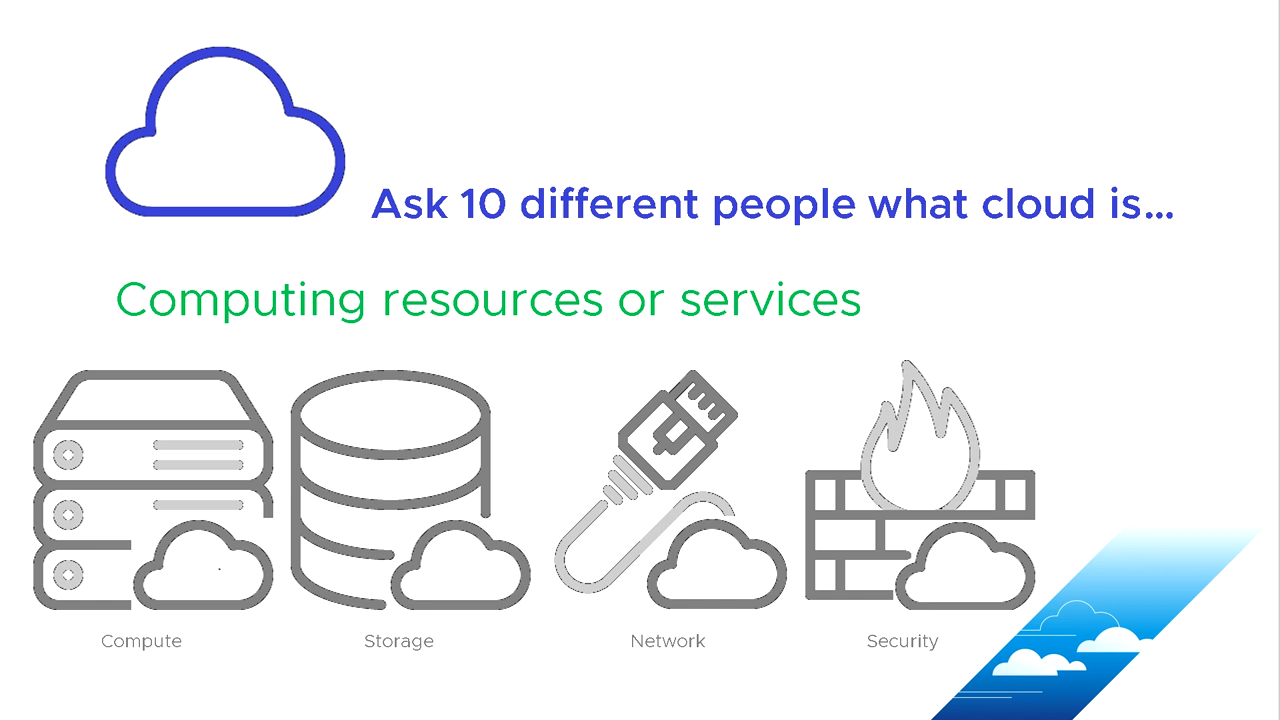 Ask 10 different people what cloud is...
Computing resources or services
Compute
Storage
Network
Security